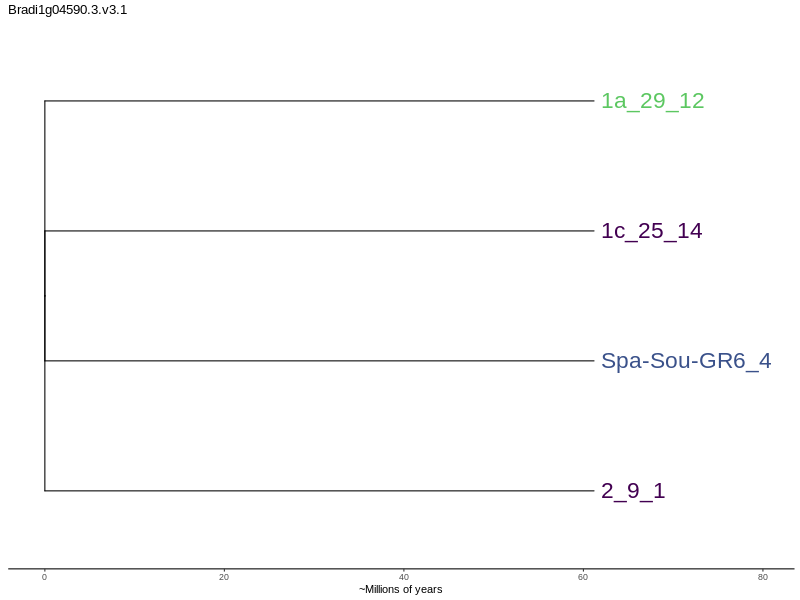 Bradi1g04590.3.v3.1
1a_29_12
1c_25_14
Spa-Sou-GR6_4
2_9_1
0 20 40 60 80
~Millions of years